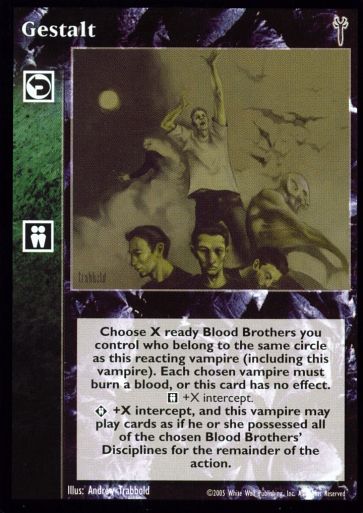 Gestalt
Trabbold
Choose X ready Blood Brothers you
control who belong to the same circle
as this reacting vampire (including this
vampire). Each chosen vampire must
burn a blood, or this card has no effect.
+X intercept.
+X intercept, and this vampire may
play cards as if he or she possessed all
of the chosen Blood Brothers'
Disciplines for the remainder of the
action.
Illus: Andrew Trabbold
©2005 White Wolf Publishing, Inc. All Rights Reserved